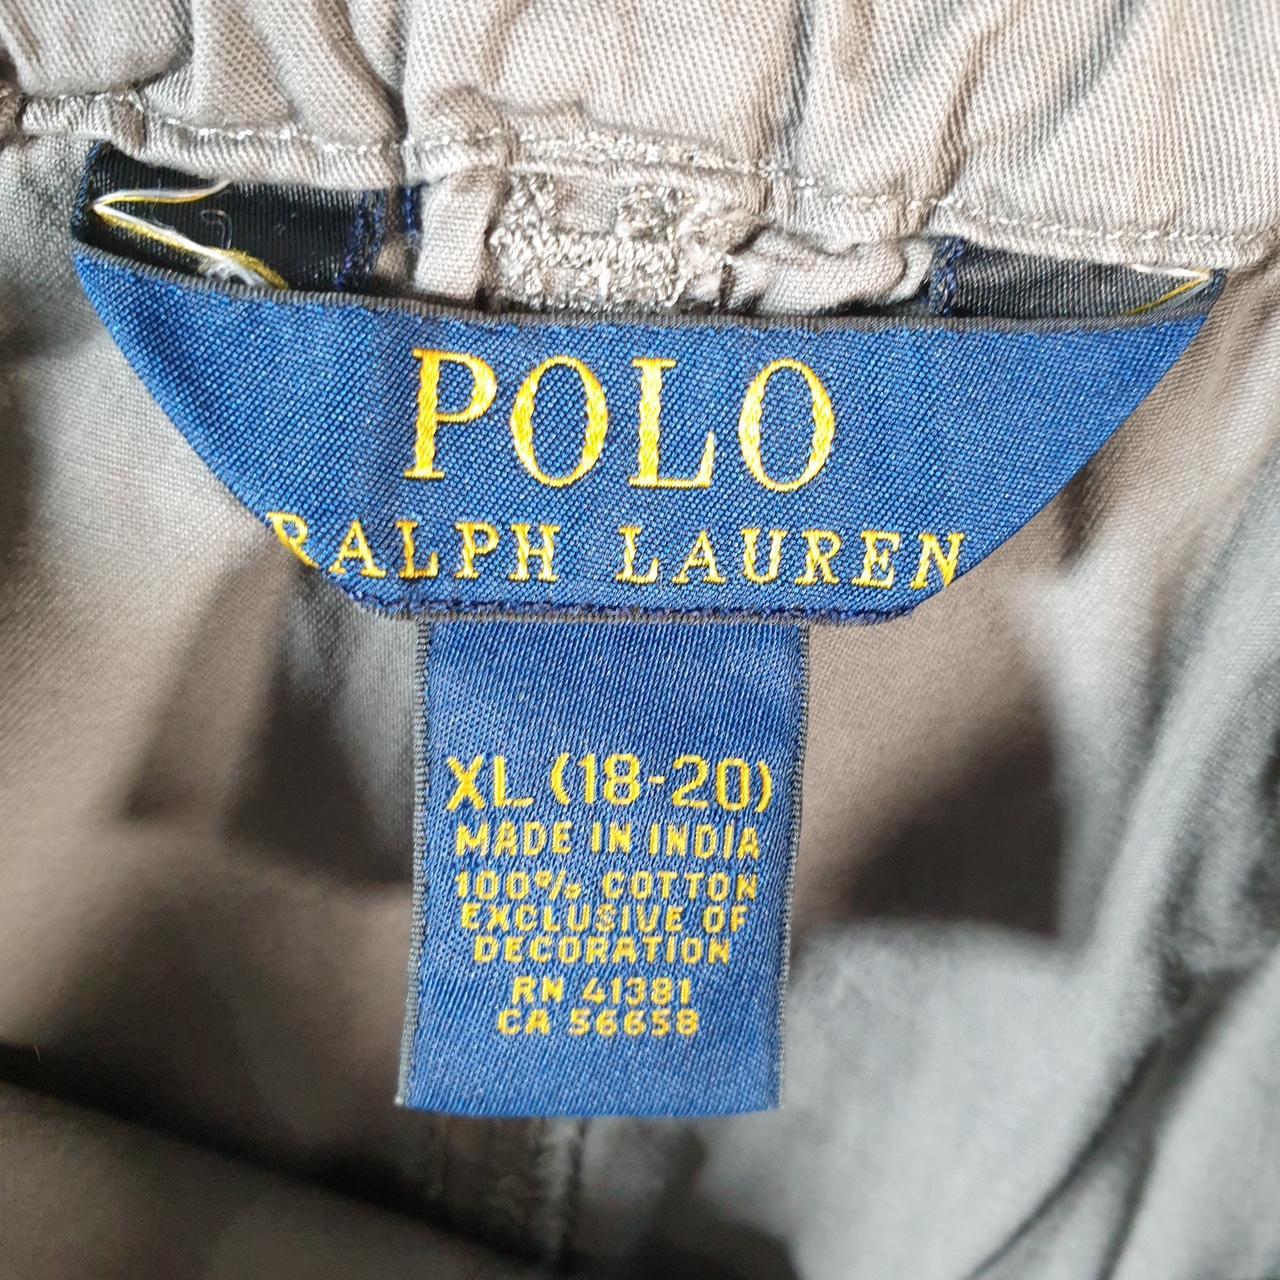 POLO
RALPH LAUREN
XL (18-20)
MADE IN INDIA
100% COTTON
EXCLUSIVE OF
DECORATION
RN 41381
CA 56658